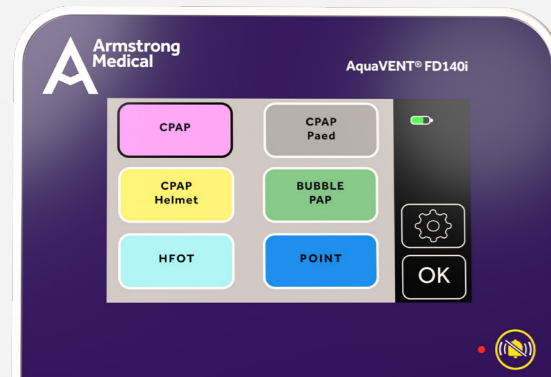 Armstrong
Medical
AquaVENT® FD140i
CPAP
CPAP
Paed
CPAP
Helmet
BUBBLE
PAP
HFOT
POINT
OK